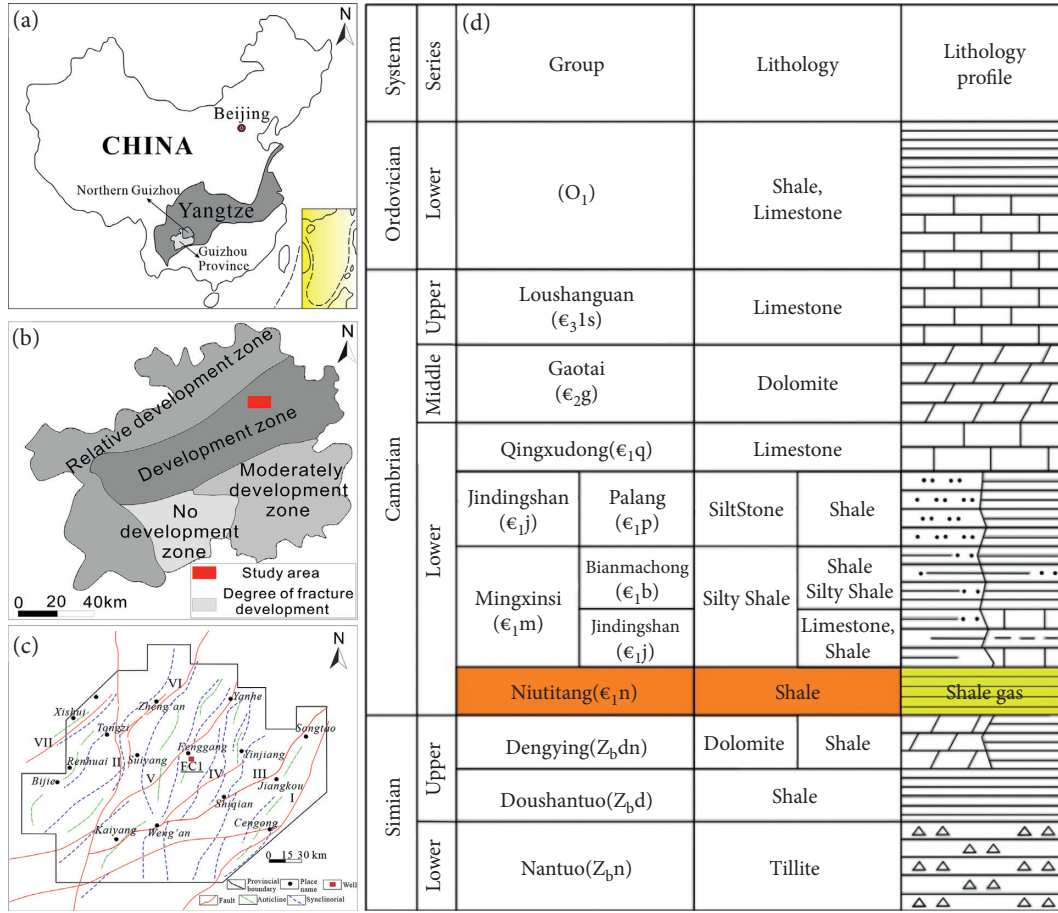 (a)
N
Beijing
CHINA
Northern Guizhou
Yangtze
Guizhou
Province
(b)
N
Relative development zone
Development zone
Moderately
development
zone
No
development
zone
Study area
Degree of fracture
development
0 20 40km
(c)
N
VI
Xishui
Zheng'an
Yanhe
Songtao
VII
Tongzi
II
Suiyang
Fenggang
Yinjiang
Renhuai
FC1
V
IV
III
Bijie
Jiangkou
I
Shiqian
Kaiyang
Weng'an
Cengong
0 15 30 km
Provincial
boundary
Place
name
Well
Fault
Anticline
Synclinorial
(d)
System
Series
Group
Lithology
Lithology
profile
Ordovician
Lower
(O1)
Shale,
Limestone
Cambrian
Upper
Loushanguan
(€31s)
Limestone
Middle
Gaotai
(€2g)
Dolomite
Lower
Qingxudong(€1q)
Limestone
Jindingshan
(€1j)
Palang
(€1p)
SiltStone
Shale
Mingxinsi
(€1m)
Bianmachong
(€1b)
Silty Shale
Shale
Silty Shale
Jindingshan
(€1j)
Limestone,
Shale
Niutitang(€1n)
Shale
Shale gas
Sinian
Upper
Dengying(Zbdn)
Dolomite
Shale
Doushantuo(Zbd)
Shale
Lower
Nantuo(Zbn)
Tillite